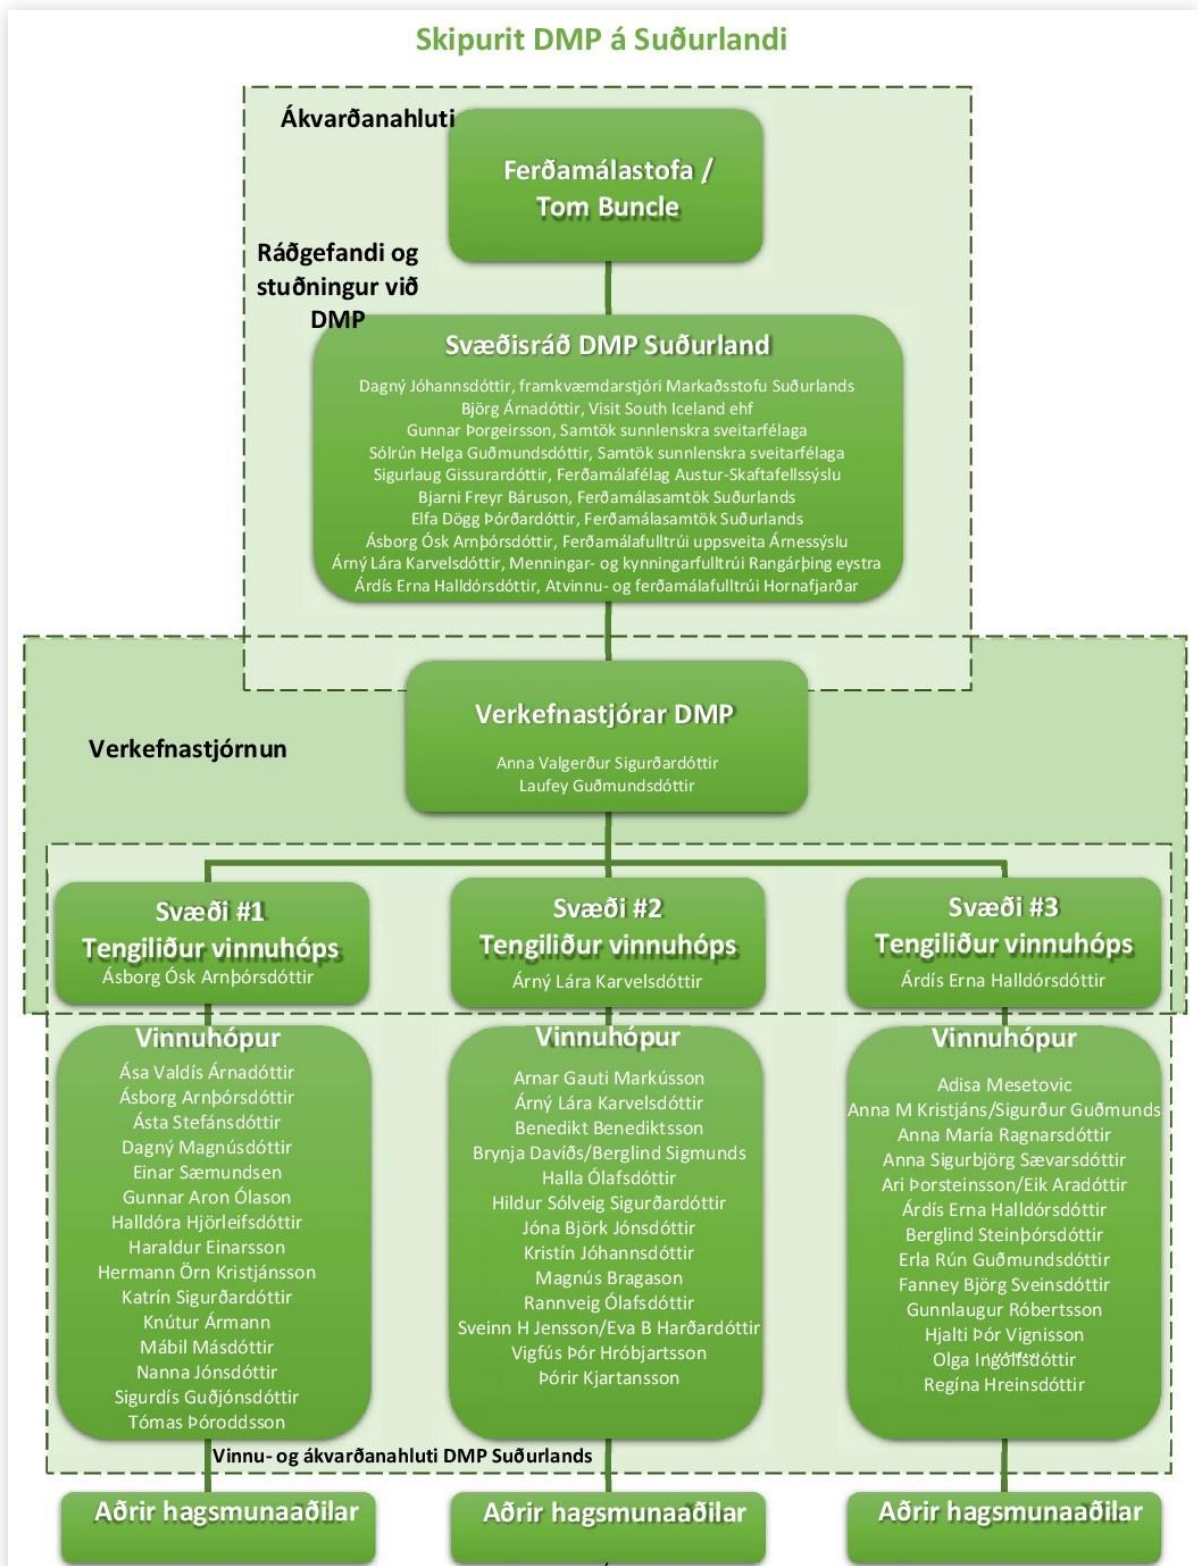 Skipurit DMP á Suðurlandi
Ákvarðanahluti
Ferðamálastofa /
Tom Buncle
Ráðgefandi og
stuðningur við
DMP
Svæðisráð DMP Suðurland
Dagný Jóhannsdóttir, framkvæmdarstjóri Markaðsstofu Suðurlands
Björg Árnadóttir, Visit South Iceland ehf
Gunnar Þorgeirsson, Samtök sunnlenskra sveitarfélaga
Sólrún Helga Guðmundsdóttir, Samtök sunnlenskra sveitarfélaga
Sigurlaug Gissurardóttir, Ferðamálafélag Austur-Skaftafellssýslu
Bjarni Freyr Báruson, Ferðamálasamtök Suðurlands
Elfa Dögg Þórðardóttir, Ferðamálasamtök Suðurlands
Ásborg Ósk Arnþórsdóttir, Ferðamálafulltrúi uppsveita Árnessýslu
Árný Lára Karvelsdóttir, Menningar- og kynningarfulltrúi Rangárþing eystra
Árdís Erna Halldórsdóttir, Atvinnu- og ferðamálafulltrúi Hornafjarðar
Verkefnastjórnun
Verkefnastjórar DMP
Anna Valgerður Sigurðardóttir
Laufey Guðmundsdóttir
Svæði #1
Tengiliður vinnuhóps
Ásborg Ósk Arnþórsdóttir
Svæði #2
Tengiliður vinnuhóps
Árný Lára Karvelsdóttir
Svæði #3
Tengiliður vinnuhóps
Árdís Erna Halldórsdóttir
Vinnuhópur
Ása Valdís Árnadóttir
Ásborg Arnþórsdóttir
Ásta Stefánsdóttir
Dagný Magnúsdóttir
Einar Sæmundsen
Gunnar Aron Ólason
Halldóra Hjörleifsdóttir
Haraldur Einarsson
Hermann Örn Kristjánsson
Katrín Sigurðardóttir
Knútur Ármann
Mábil Másdóttir
Nanna Jónsdóttir
Sigurdís Guðjónsdóttir
Tómas Þóroddsson
Vinnuhópur
Arnar Gauti Markússon
Árný Lára Karvelsdóttir
Benedikt Benediktsson
Brynja Davíðs/Berglind Sigmunds
Halla Ólafsdóttir
Hildur Sólveig Sigurðardóttir
Jóna Björk Jónsdóttir
Kristín Jóhannsdóttir
Magnús Bragason
Rannveig Ólafsdóttir
Sveinn H Jensson/Eva B Harðardóttir
Vigfús Þór Hróbjartsson
Þórir Kjartansson
Vinnuhópur
Adisa Mesetovic
Anna M Kristjáns/Sigurður Guðmunds
Anna María Ragnarsdóttir
Anna Sigurbjörg Sævarsdóttir
Ari Þorsteinsson/Eik Aradóttir
Árdís Erna Halldórsdóttir
Berglind Steinþórsdóttir
Erla Rún Guðmundsdóttir
Fanney Björg Sveinsdóttir
Gunnlaugur Róbertsson
Hjalti Þór Vignisson
Olga Ingólfsdóttir
Regína Hreinsdóttir
Vinnu- og ákvarðanahluti DMP Suðurlands
Aðrir hagsmunaaðilar
Aðrir hagsmunaaðilar
Aðrir hagsmunaaðilar